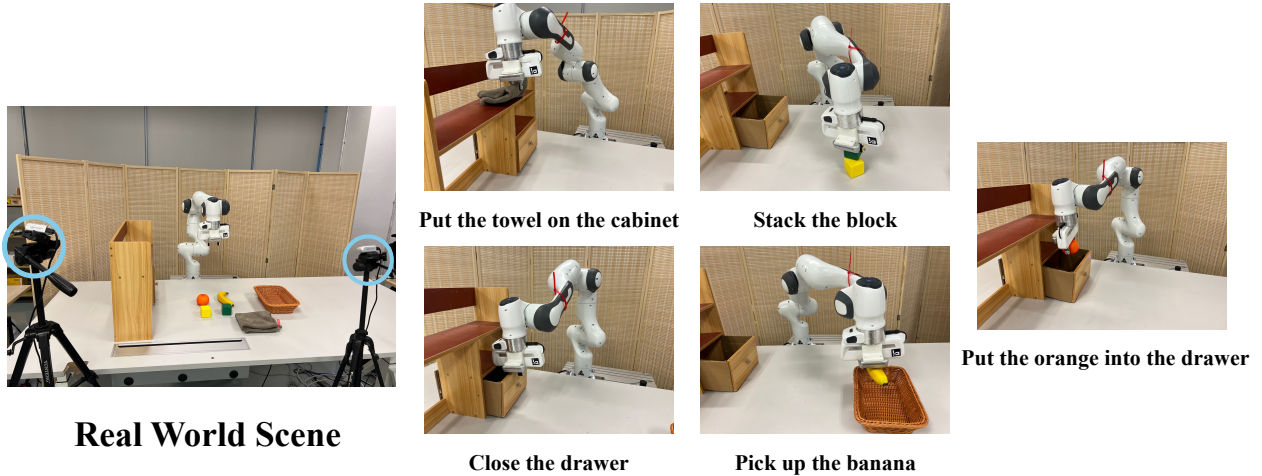 Put the towel on the cabinet
Stack the block
Put the orange into the drawer
Real World Scene
Close the drawer
Pick up the banana